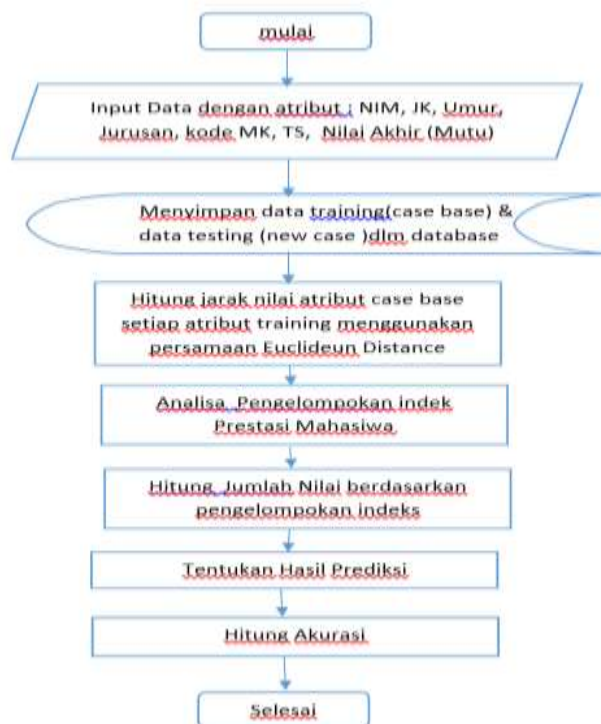 mulai
Input Data dengan atribut ; NIM, JK, Umur,
Jurusan, kode MK, TS, Nilai Akhir (Mutu)
Menyimpan data training(case base) &
data testing (new case )dlm database
Hitung jarak nilai atribut case base
setiap atribut training menggunakan
persamaan Euclideun Distance
Analisa Pengelompokan indek
Prestasi Mahasiwa
Hitung Jumlah Nilai berdasarkan
pengelompokan indeks
Tentukan Hasil Prediksi
Hitung Akurasi
Selesai